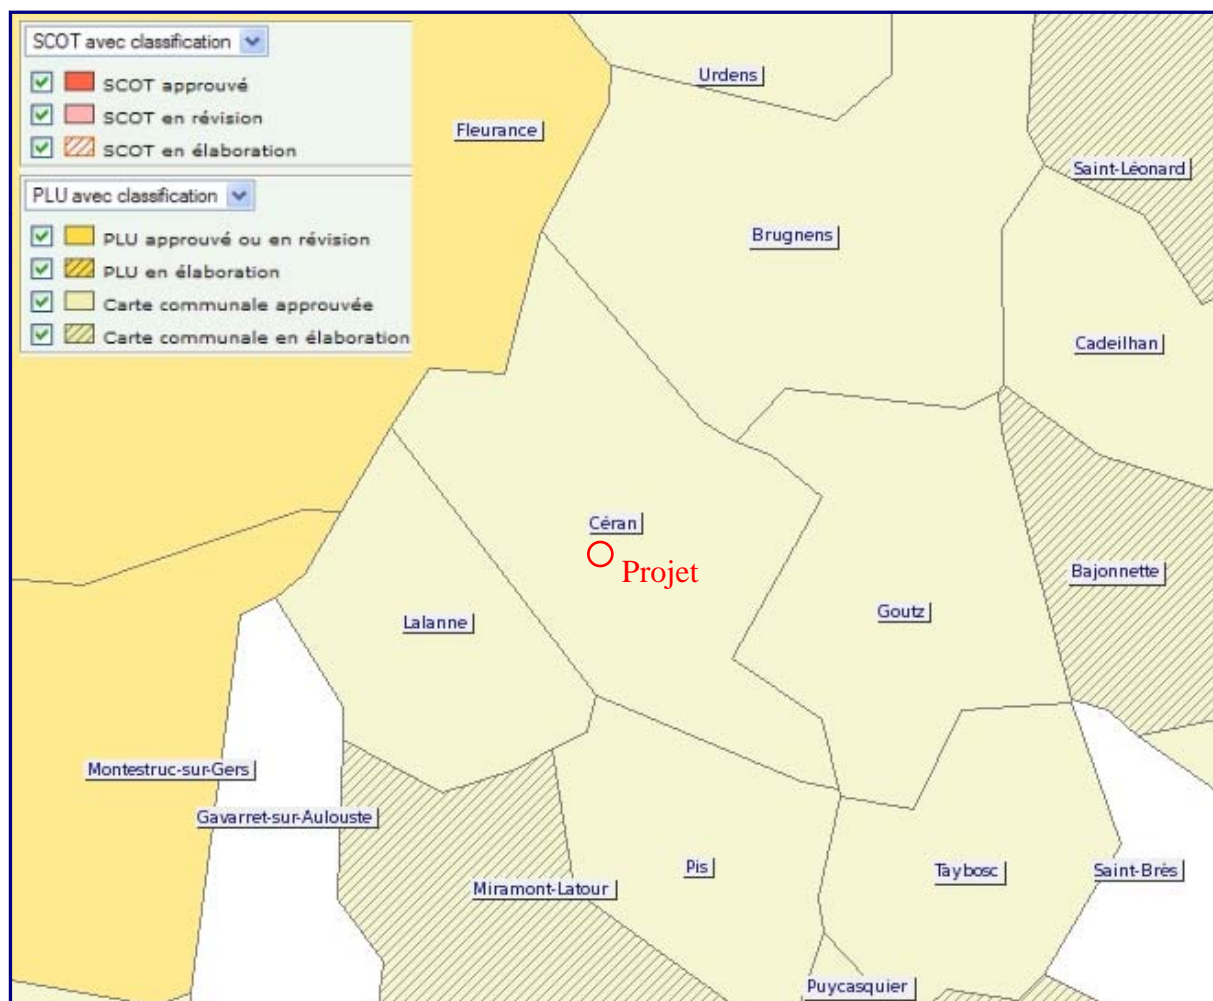 SCOT avec classification
SCOT approuvé
SCOT en révision
SCOT en élaboration
PLU avec classification
PLU approuvé ou en révision
PLU en élaboration
Carte communale approuvée
Carte communale en élaboration
Urdens
Fleurance
Saint-Léonard
Brugnens
Cadeilhan
Céran
Projet
Bajonnette
Goutz
Lalanne
Montestruc-sur-Gers
Gavarret-sur-Aulouste
Pis
Taybosc
Saint-Brès
Miramont-Latour
Puycasquier